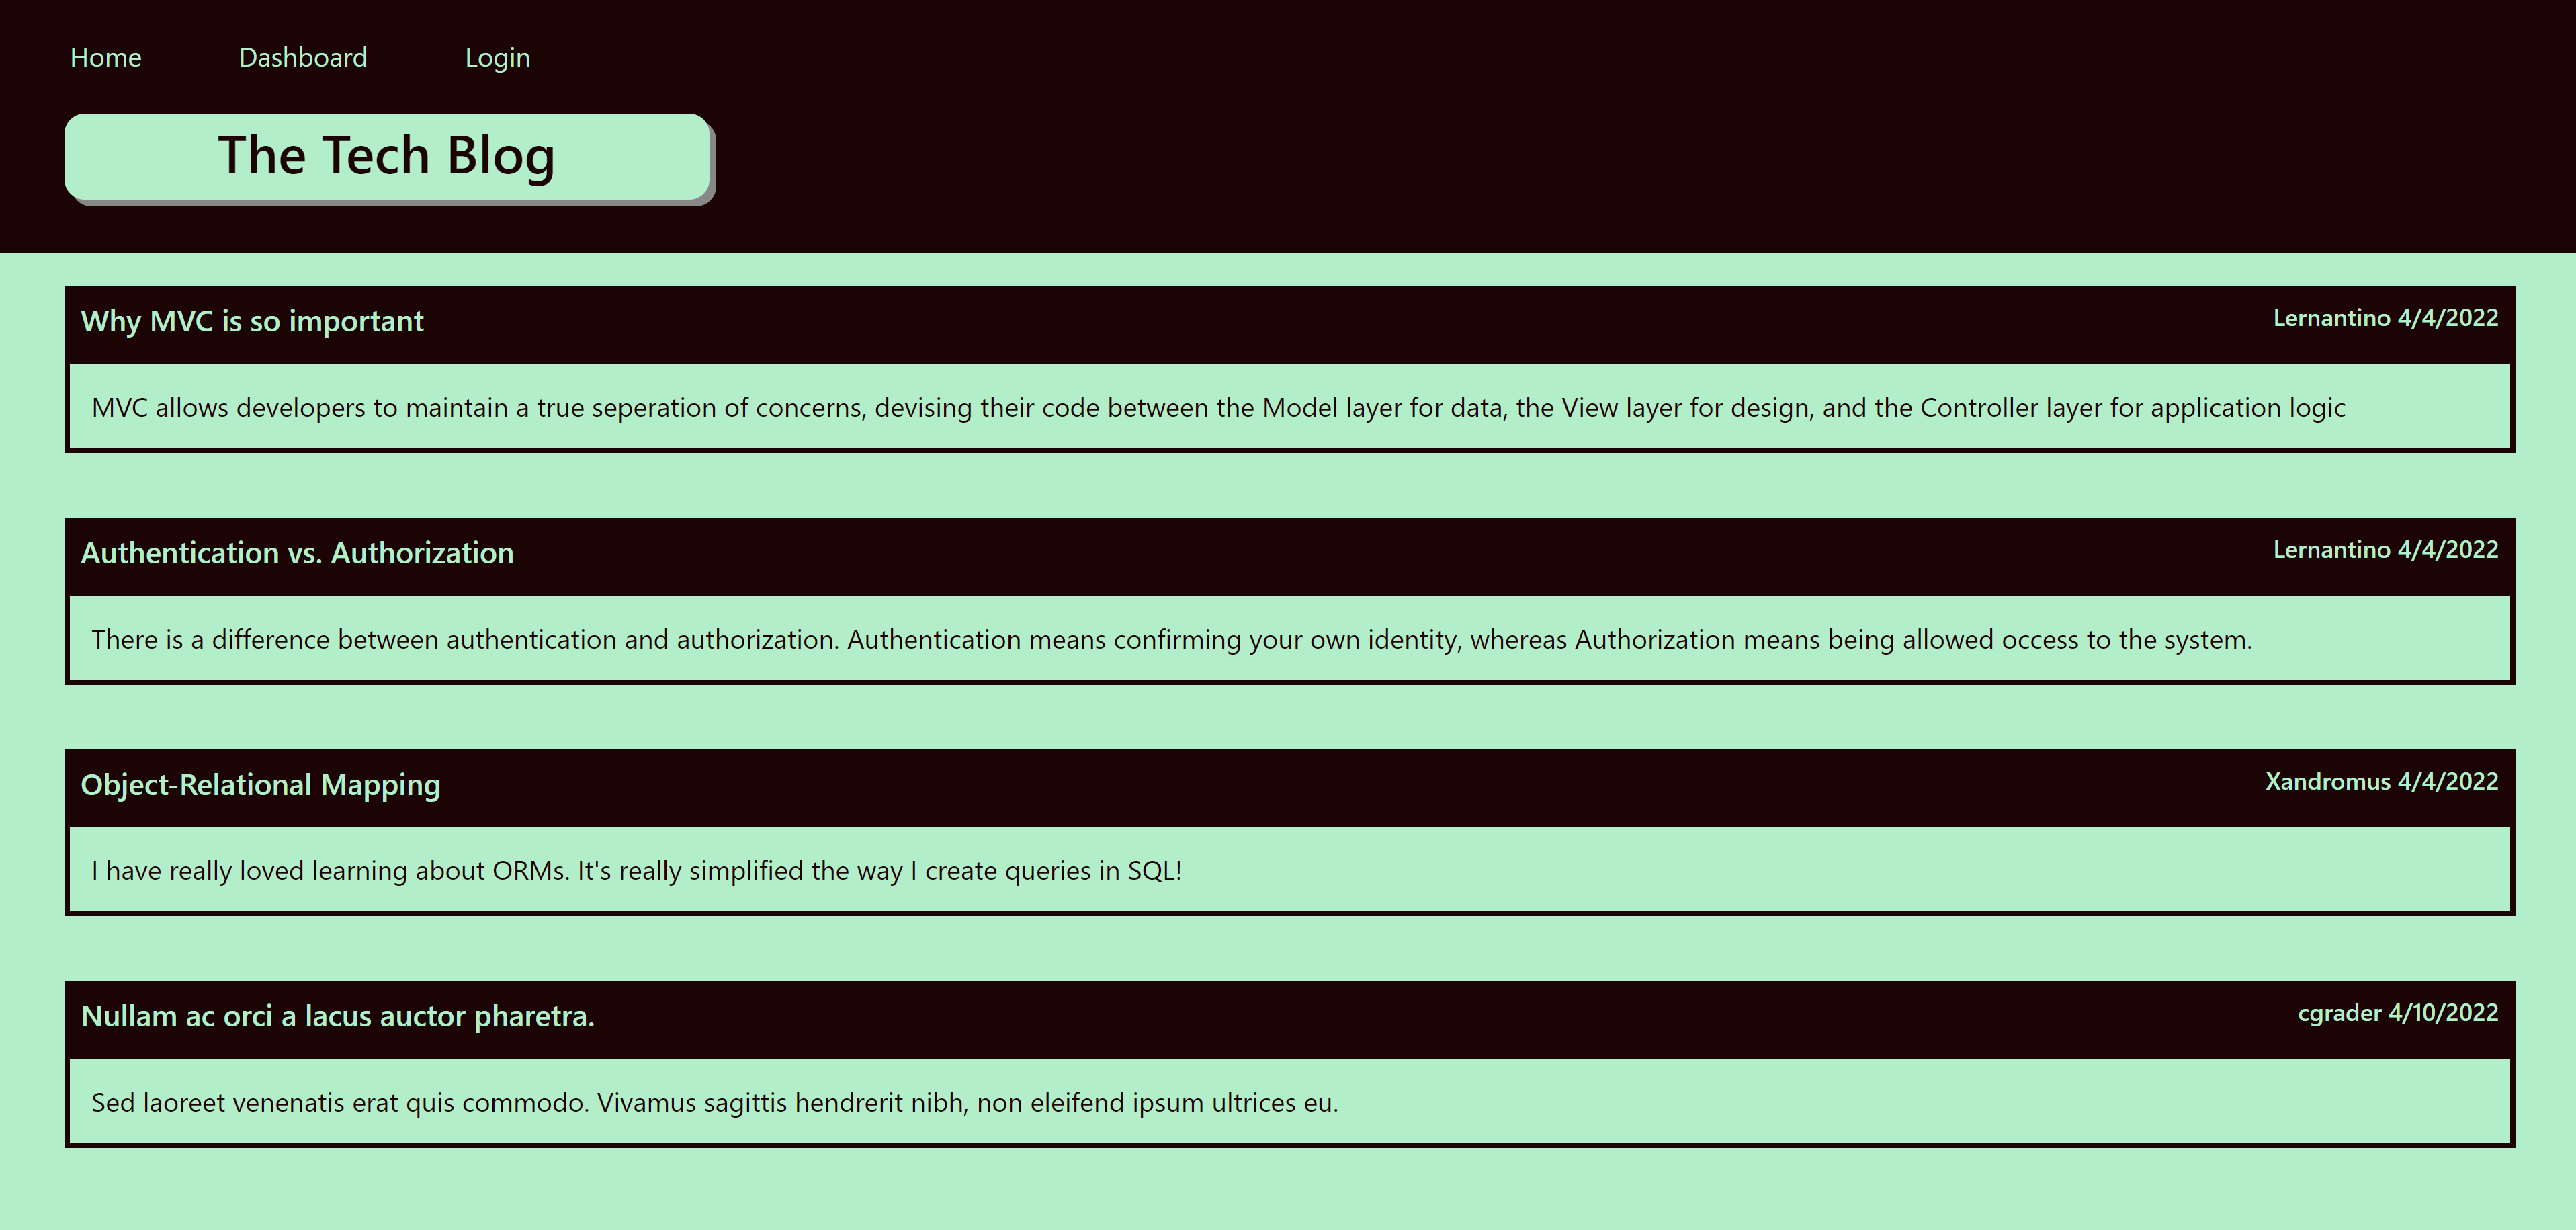 Home Dashboard Login
The Tech Blog
Why MVC is so important Lernantino 4/4/2022
MVC allows developers to maintain a true seperation of concerns, devising their code between the Model layer for data, the View layer for design, and the Controller layer for application logic
Authentication vs. Authorization Lernantino 4/4/2022
There is a difference between authentication and authorization. Authentication means confirming your own identity, whereas Authorization means being allowed occess to the system.
Object-Relational Mapping Xandromus 4/4/2022
I have really loved learning about ORMs. It's really simplified the way I create queries in SQL!
Nullam ac orci a lacus auctor pharetra. cgrader 4/10/2022
Sed laoreet venenatis erat quis commodo. Vivamus sagittis hendrerit nibh, non eleifend ipsum ultrices eu.